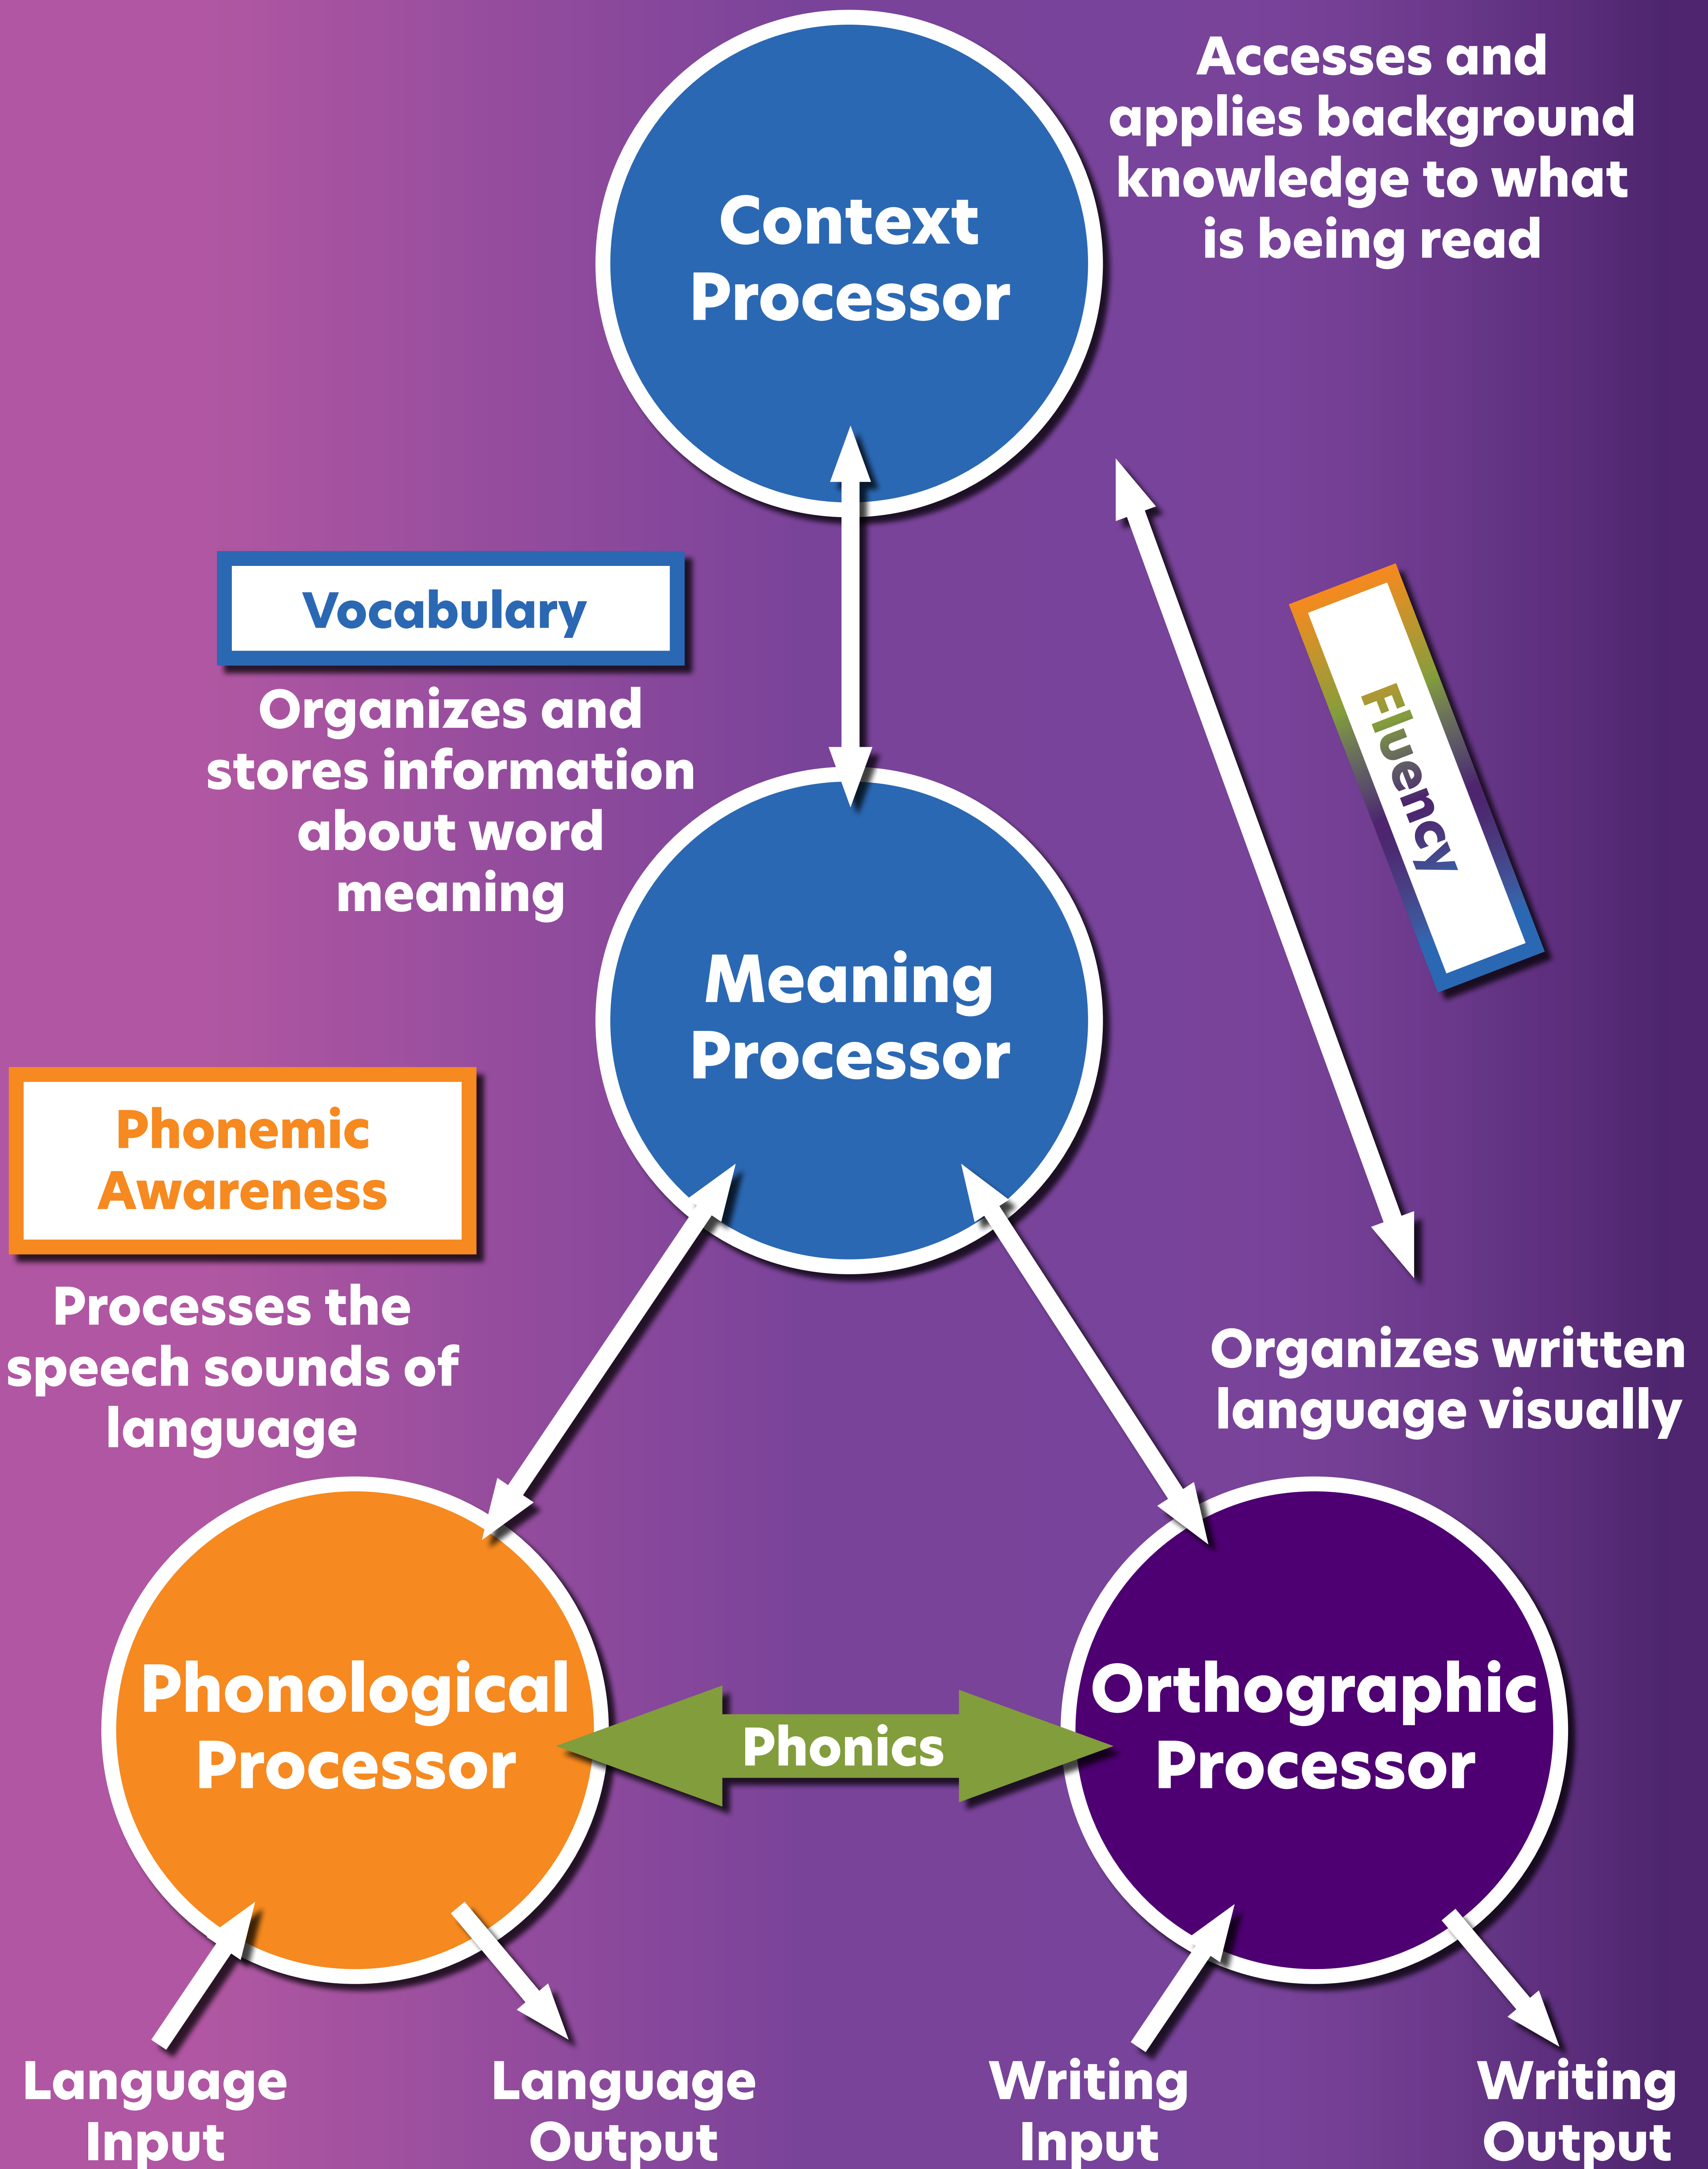 Accesses and
applies background
knowledge to what
is being read
Context
Processor
Vocabulary
Organizes and
stores information
about word
meaning
Fluency
Meaning
Processor
Phonemic
Awareness
Processes the
speech sounds of
language
Organizes written
language visually
Phonological
Processor
Phonics
Orthographic
Processor
Language
Input
Language
Output
Writing
Input
Writing
Output